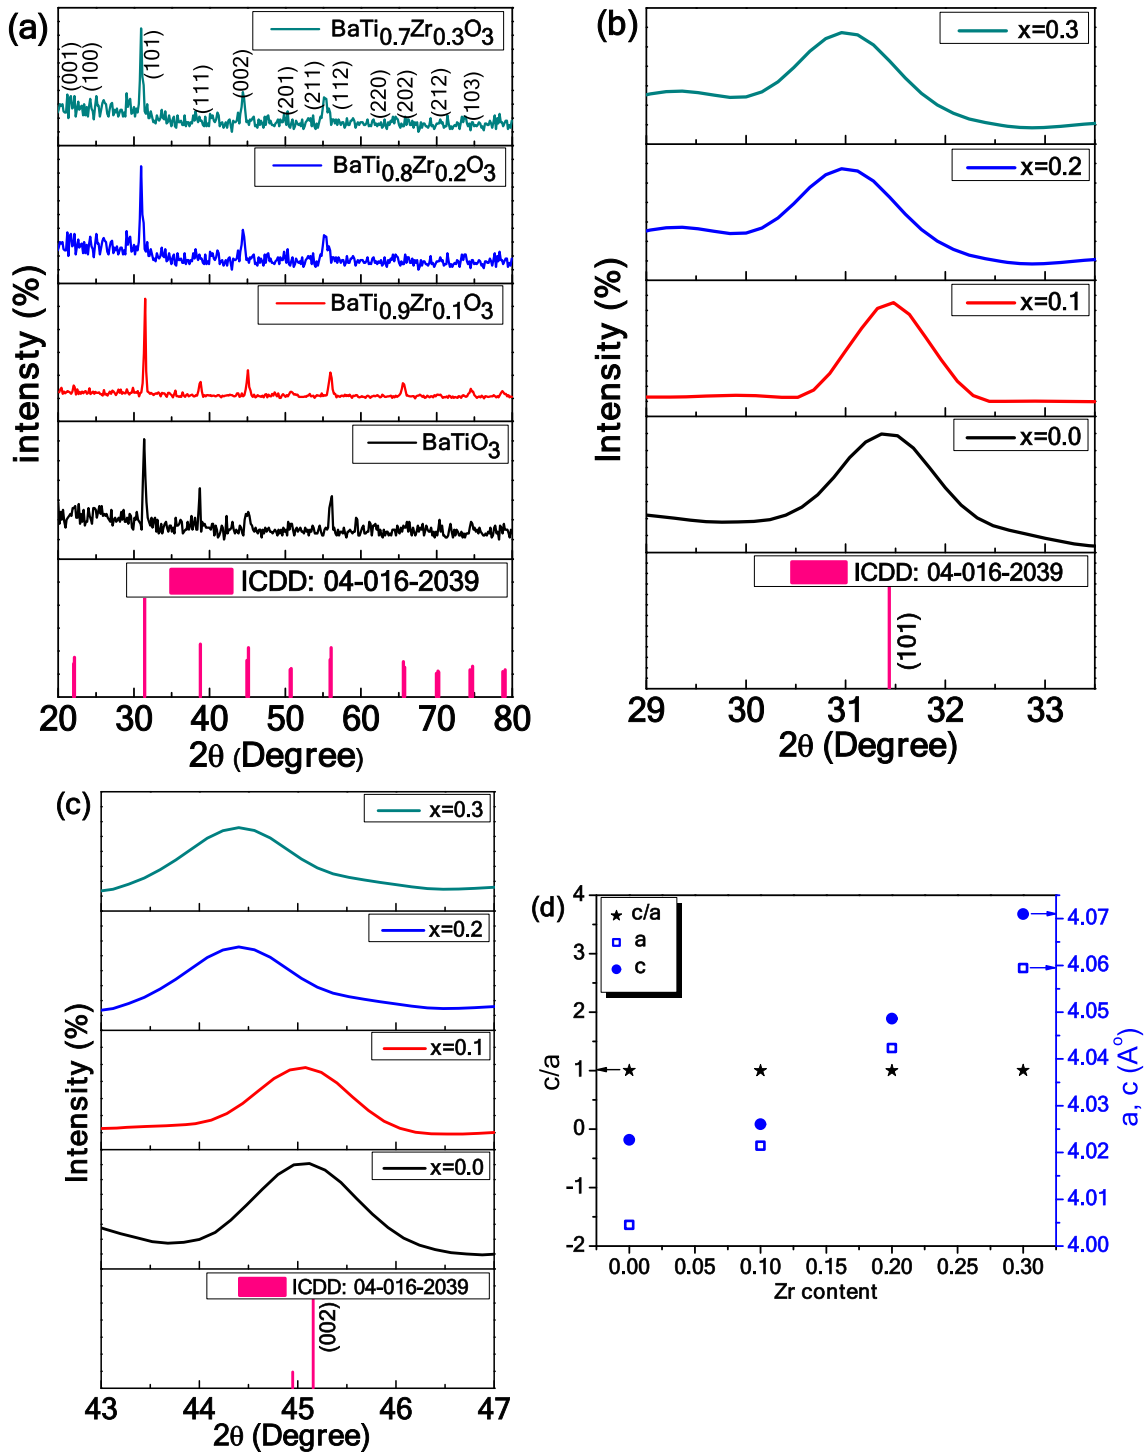 (a)
BaTi0.7Zr0.3O3
(001)
(100)
(101)
(111)
(002)
(201)
(211)
(112)
(220)
(202)
(212)
(103)
BaTi0.8Zr0.2O3
BaTi0.9Zr0.1O3
BaTiO3
ICDD: 04-016-2039
intensty (%)
20 30 40 50 60 70 80
2θ (Degree)
(b)
x=0.3
x=0.2
x=0.1
x=0.0
ICDD: 04-016-2039
(101)
Intensity (%)
29 30 31 32 33
2θ (Degree)
(c)
x=0.3
x=0.2
x=0.1
x=0.0
ICDD: 04-016-2039
(002)
Intensity (%)
43 44 45 46 47
2θ (Degree)
(d)
c/a
a
c
4
3
2
1
0
-1
-2
c/a
4.07
4.06
4.05
4.04
4.03
4.02
4.01
4.00
a, c (A°)
0.00 0.05 0.10 0.15 0.20 0.25 0.30
Zr content